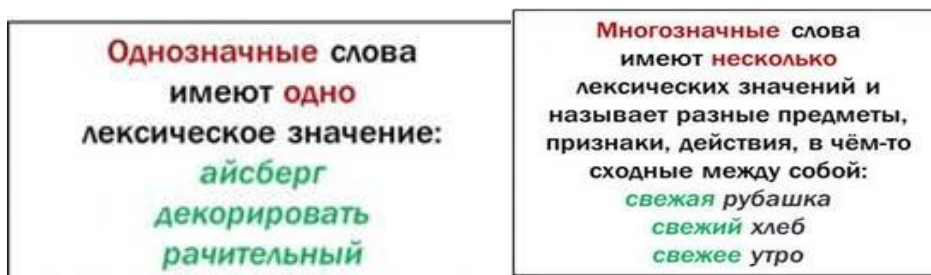 Однозначные слова
имеют одно
лексическое значение:
айсберг
декорировать
рачительный
Многозначные слова
имеют несколько
лексических значений и
называет разные предметы,
признаки, действия, в чём-то
сходные между собой:
свежая рубашка
свежий хлеб
свежее утро